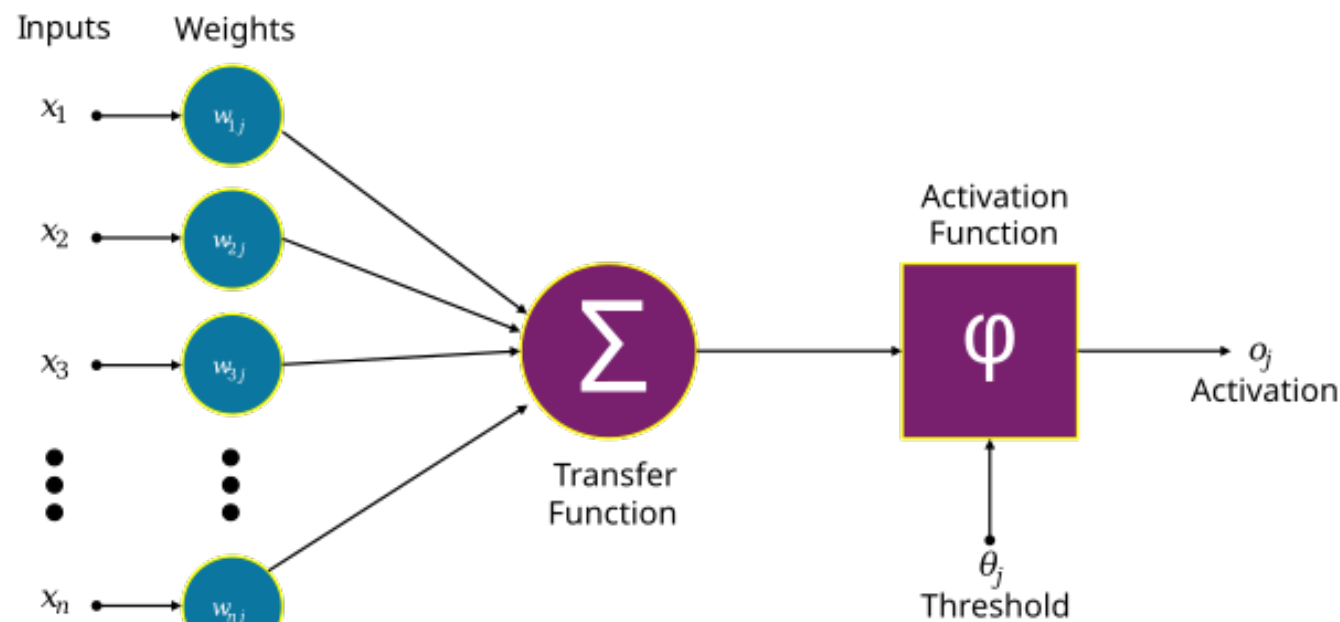 Inputs Weights
x1 w1j
x2 w2j
x3 w3j
xn wnj
Σ
Transfer
Function
Activation
Function
φ
oj
Activation
θj
Threshold